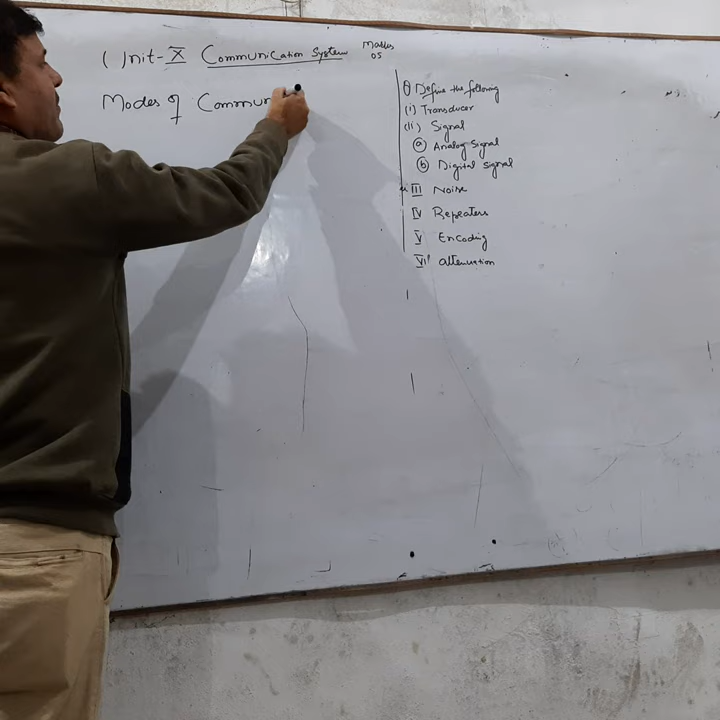 Unit-X Communication System Marks
05
Modes of Commun
Q Define the following
(i) Transducer
(ii) Signal
(a) Analog Signal
(b) Digital signal
III Noise
IV Repeaters
V Encoding
VI attenuation